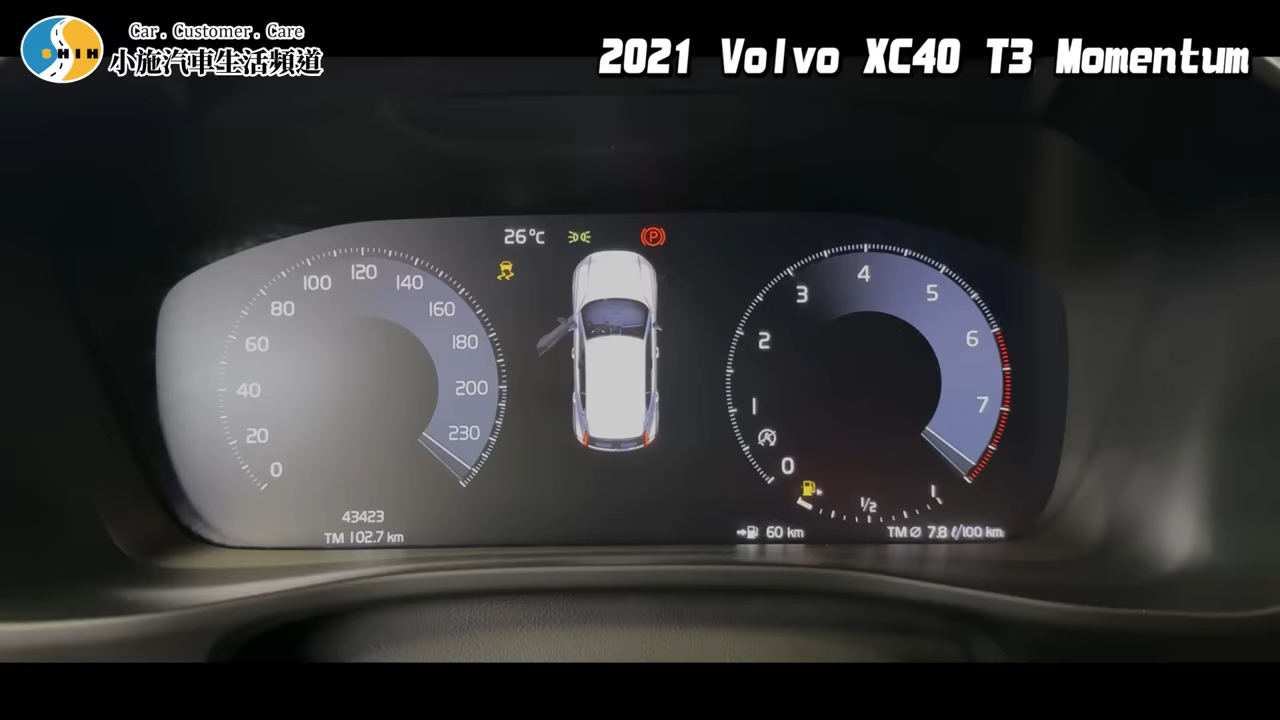 Car. Customer. Care
SHIH
小施汽車生活頻道
2021 Volvo XC40 T3 Momentum
26°C
P
0
20
40
60
80
100
120
140
160
180
200
230
43423
TM 102.7 km
0
1
2
3
4
5
6
7
A
1/2
1
60 km
TM Ø 7.8 ℓ/100 km